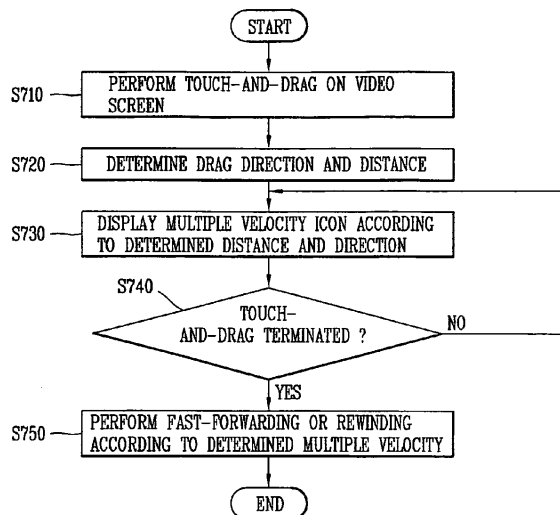 START
S710
PERFORM TOUCH-AND-DRAG ON VIDEO
SCREEN
S720
DETERMINE DRAG DIRECTION AND DISTANCE
S730
DISPLAY MULTIPLE VELOCITY ICON ACCORDING
TO DETERMINED DISTANCE AND DIRECTION
S740
TOUCH-
AND-DRAG TERMINATED ?
NO
YES
S750
PERFORM FAST-FORWARDING OR REWINDING
ACCORDING TO DETERMINED MULTIPLE VELOCITY
END